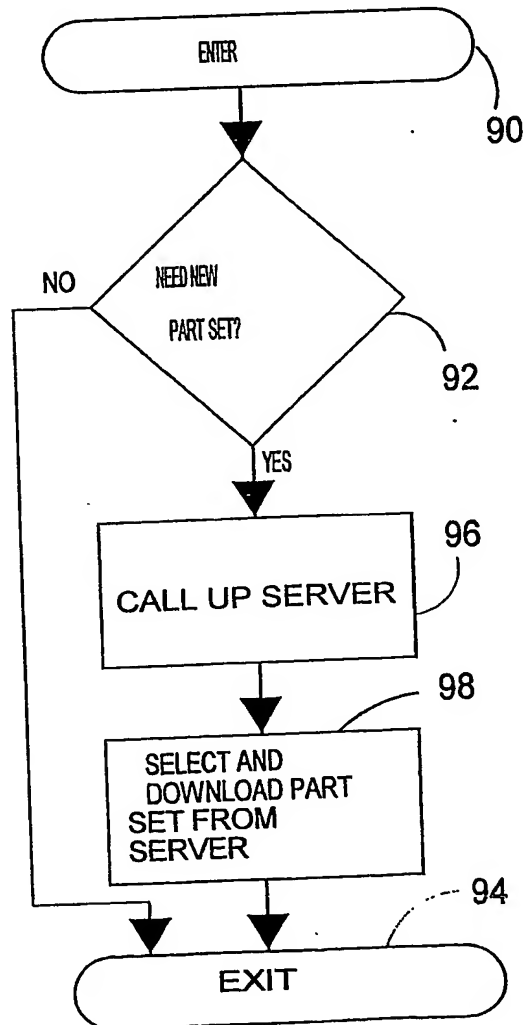 ENTER
90
NEED NEW
PART SET?
NO
92
YES
96
CALL UP SERVER
98
SELECT AND
DOWNLOAD PART
SET FROM
SERVER
94
EXIT